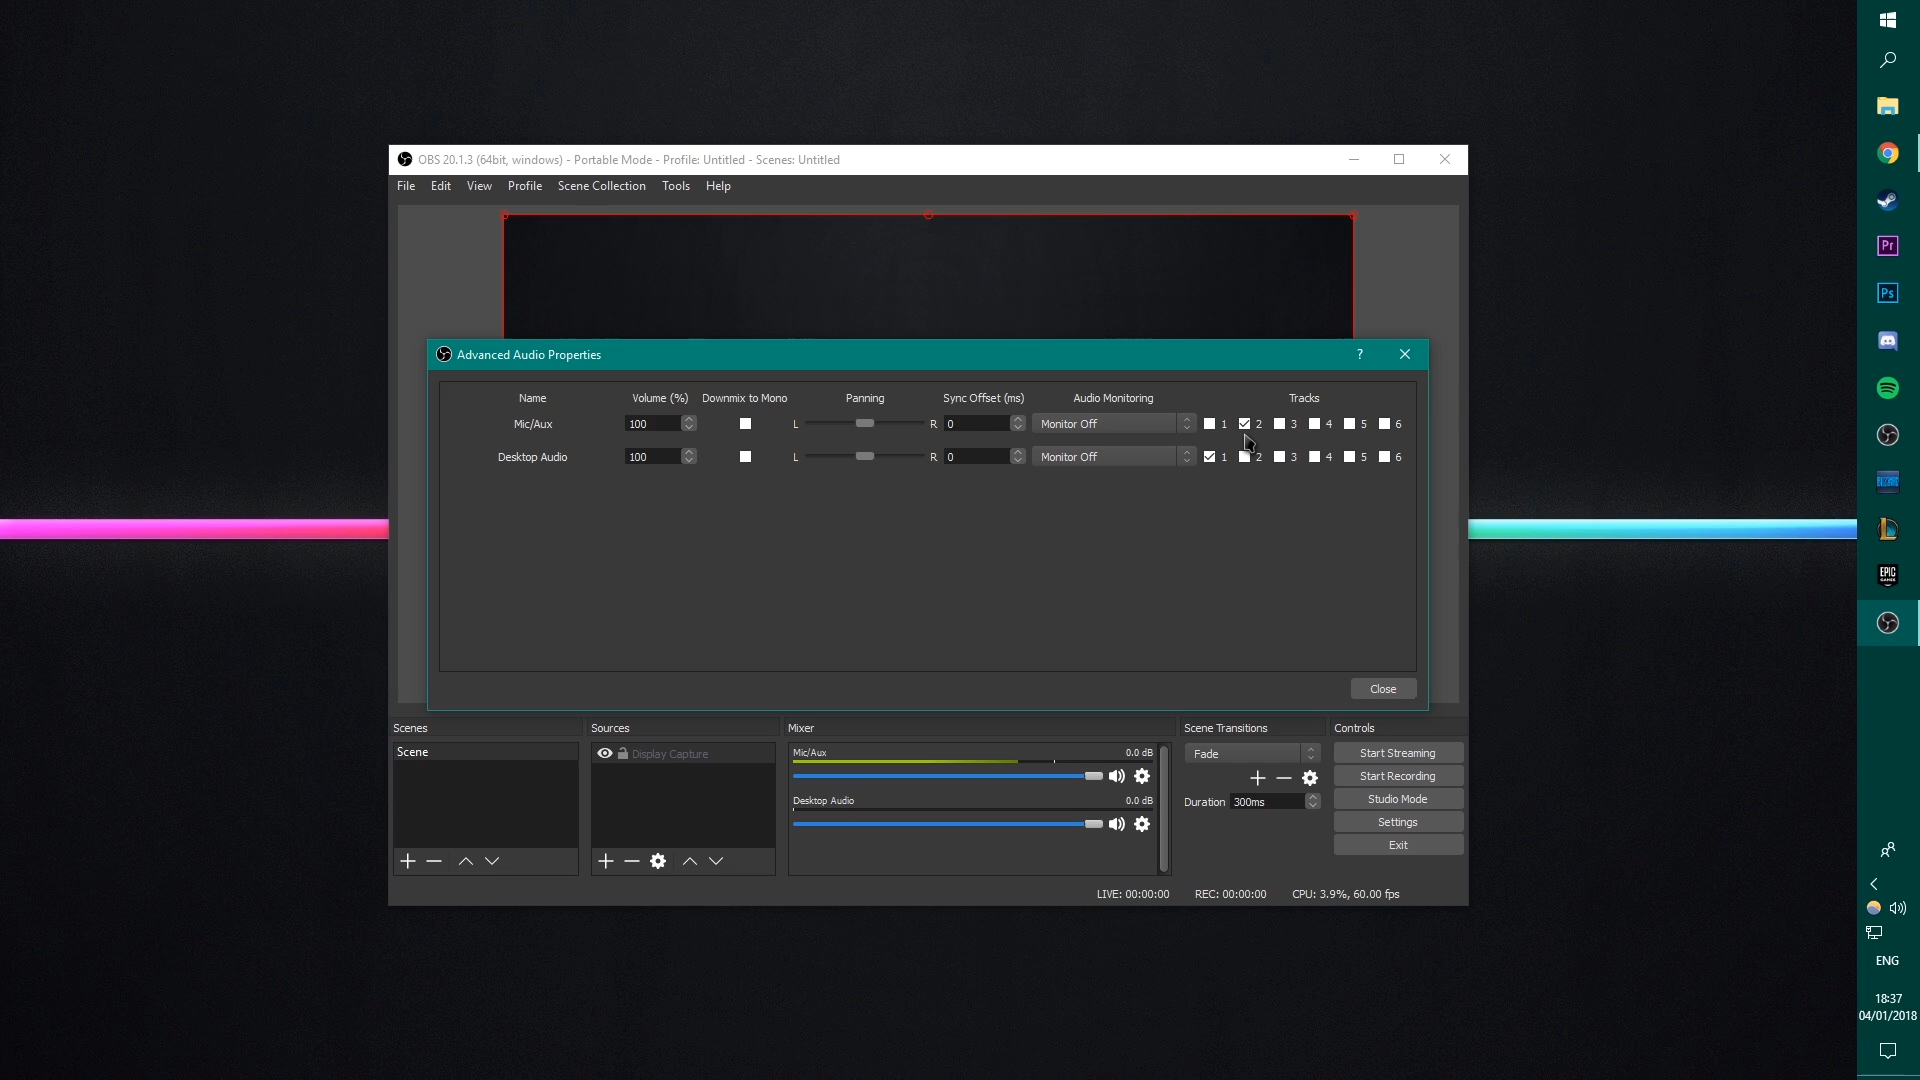 OBS 20.1.3 (64bit, windows) - Portable Mode - Profile: Untitled - Scenes: Untitled
File Edit View Profile Scene Collection Tools Help
Advanced Audio Properties ?
Name Volume (%) Downmix to Mono Panning Sync Offset (ms) Audio Monitoring Tracks
Mic/Aux 100 L R 0 Monitor Off 1 2 3 4 5 6
Desktop Audio 100 L R 0 Monitor Off 1 2 3 4 5 6
Close
Scenes Sources Mixer Scene Transitions Controls
Scene Display Capture Mic/Aux 0.0 dB Fade Start Streaming
Start Recording
Desktop Audio 0.0 dB Duration 300ms Studio Mode
Settings
Exit
LIVE: 00:00:00 REC: 00:00:00 CPU: 3.9%, 60.00 fps
Pr
Ps
EPIC
GAMES
ENG
18:37
04/01/2018